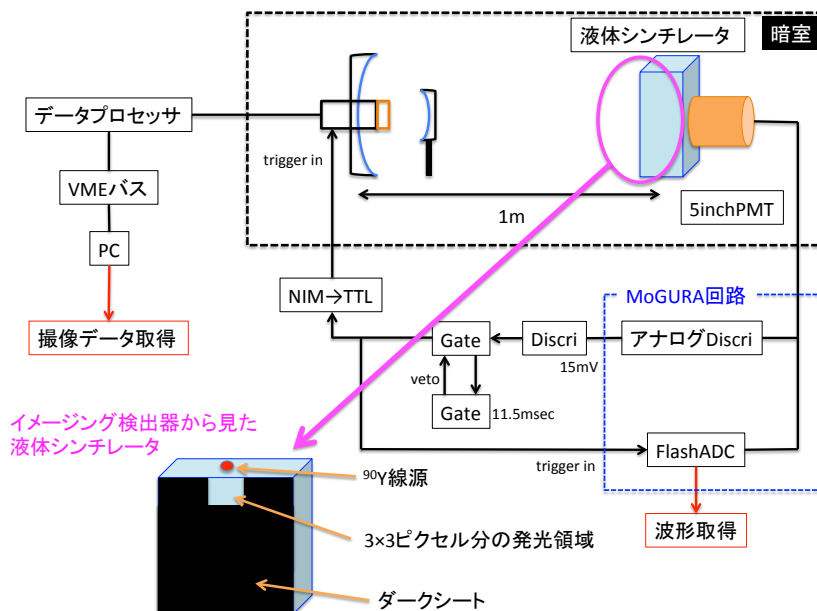 液体シンチレータ
暗室
データプロセッサ
trigger in
VMEバス
1m
5inchPMT
PC
NIM→TTL
MoGURA回路
撮像データ取得
Gate
Discri
アナログDiscri
15mV
veto
Gate
11.5msec
イメージング検出器から見た
液体シンチレータ
trigger in
FlashADC
⁹⁰Y線源
3×3ピクセル分の発光領域
波形取得
ダークシート